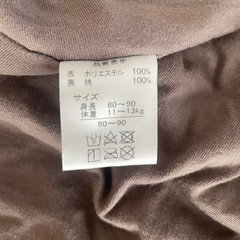 品質表示
表 ポリエステル 100%
裏 綿 100%
サイズ
身長 80~90
体重 11~13kg
80~90